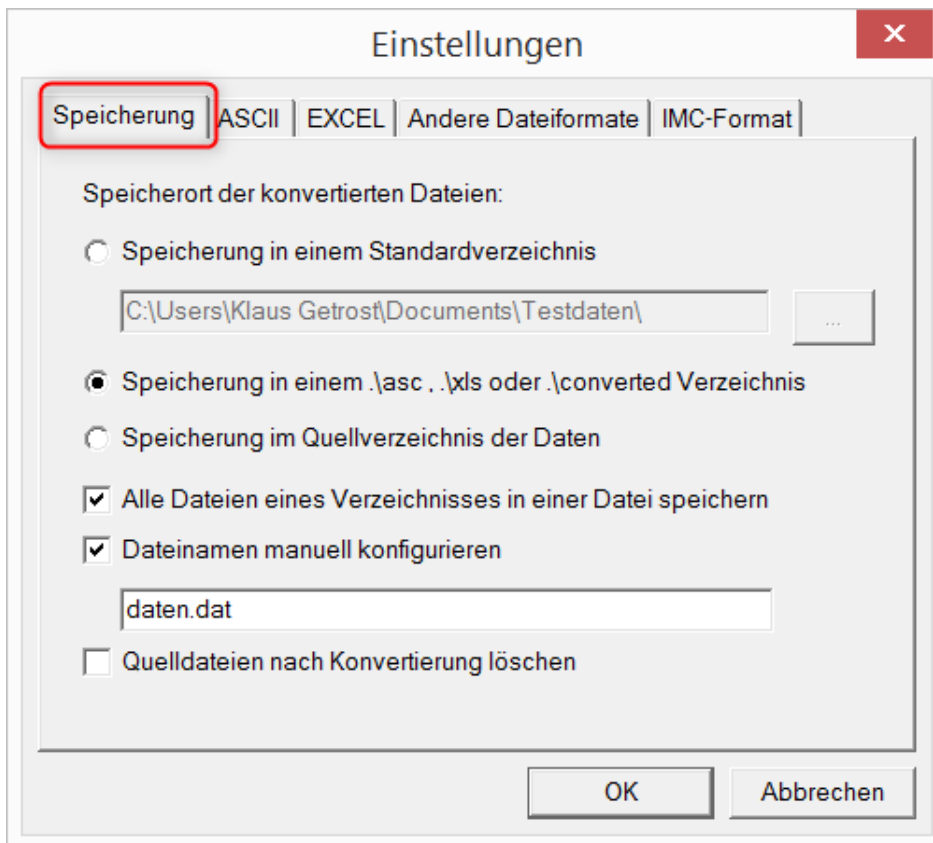 Einstellungen
Speicherung ASCII EXCEL Andere Dateiformate IMC-Format
Speicherort der konvertierten Dateien:
Speicherung in einem Standardverzeichnis
C:\Users\Klaus Getrost\Documents\Testdaten\
...
Speicherung in einem .\asc , .\xls oder .\converted Verzeichnis
Speicherung im Quellverzeichnis der Daten
Alle Dateien eines Verzeichnisses in einer Datei speichern
Dateinamen manuell konfigurieren
daten.dat
Quelldateien nach Konvertierung löschen
OK Abbrechen